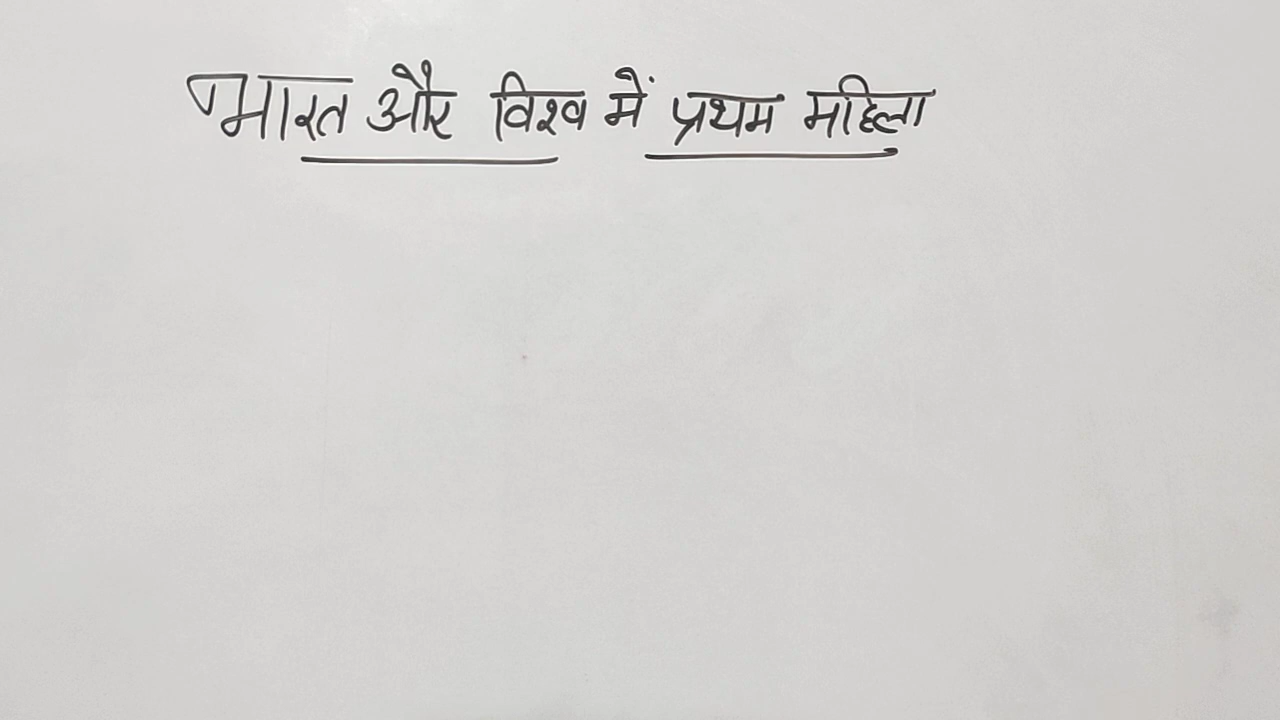 भारत और विश्व में प्रथम महिला